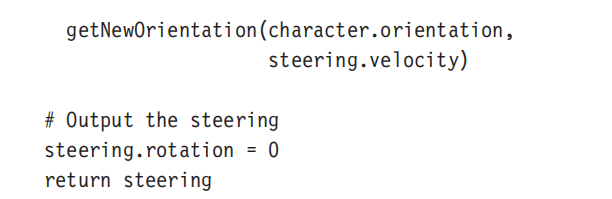 getNewOrientation(character.orientation,
steering.velocity)
# Output the steering
steering.rotation = 0
return steering